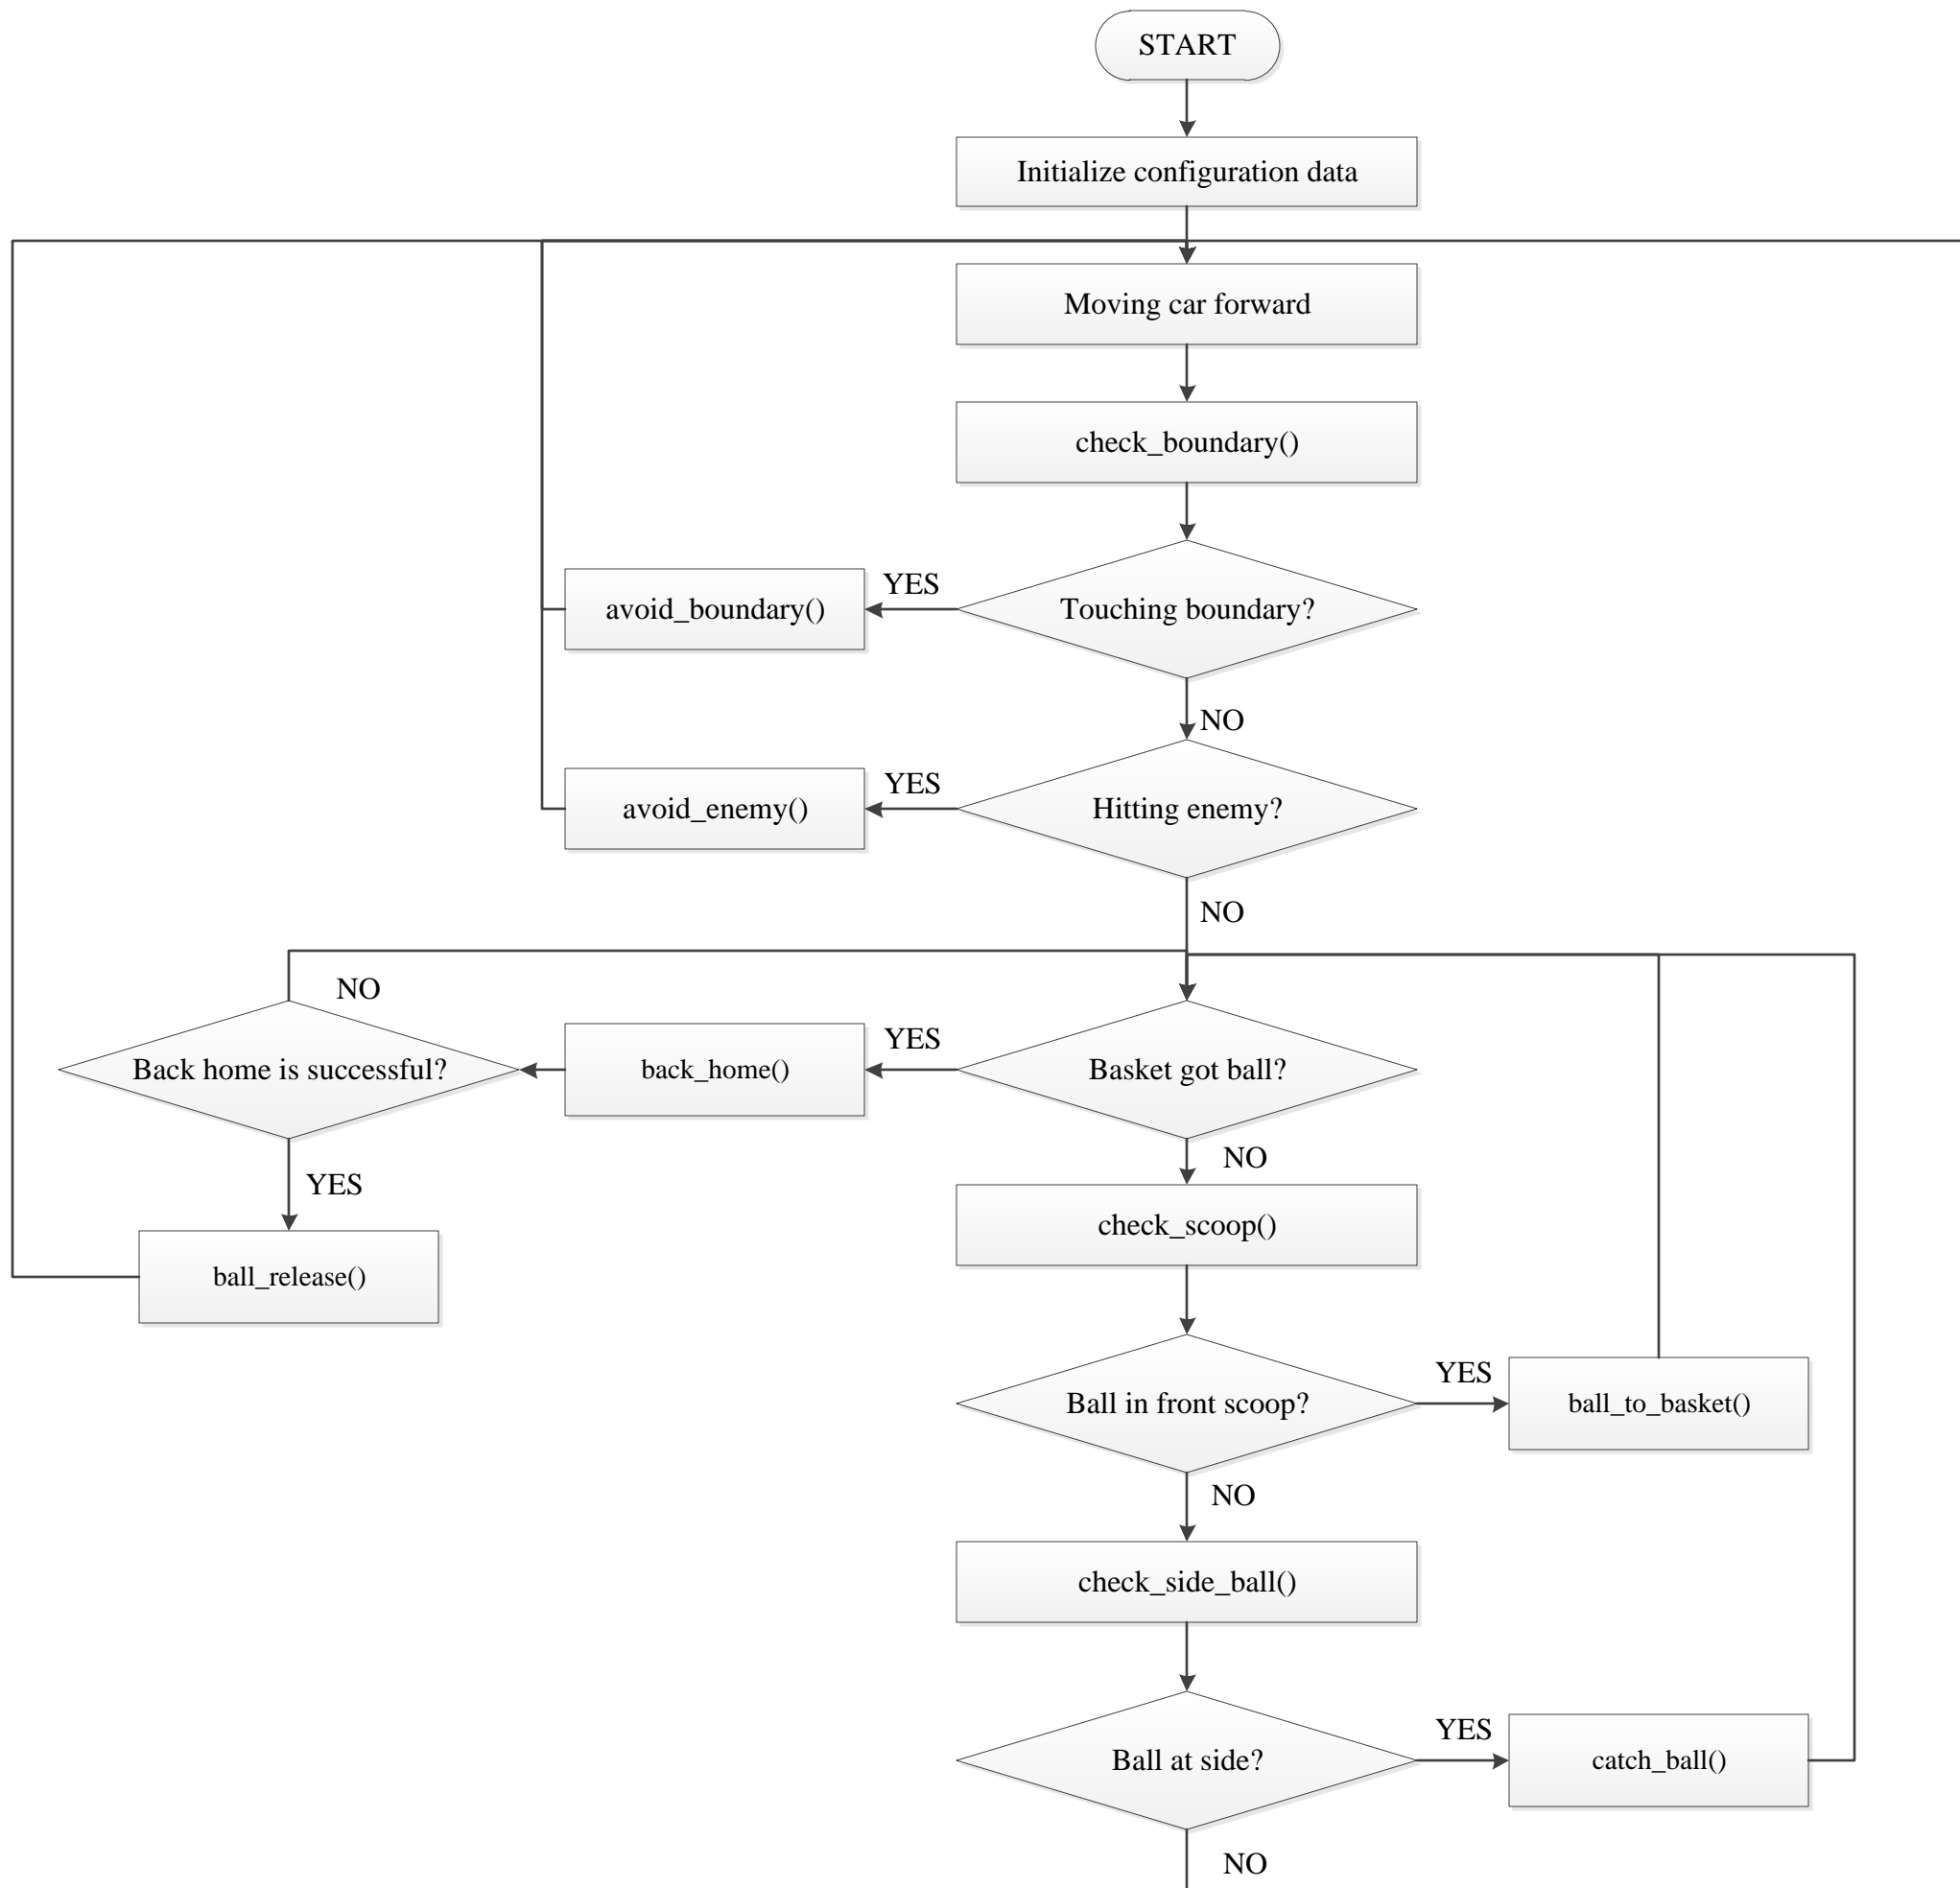 START
Initialize configuration data
Moving car forward
check_boundary()
YES
avoid_boundary()
Touching boundary?
NO
YES
avoid_enemy()
Hitting enemy?
NO
NO
YES
Back home is successful?
back_home()
Basket got ball?
NO
YES
check_scoop()
ball_release()
YES
Ball in front scoop?
ball_to_basket()
NO
check_side_ball()
YES
Ball at side?
catch_ball()
NO